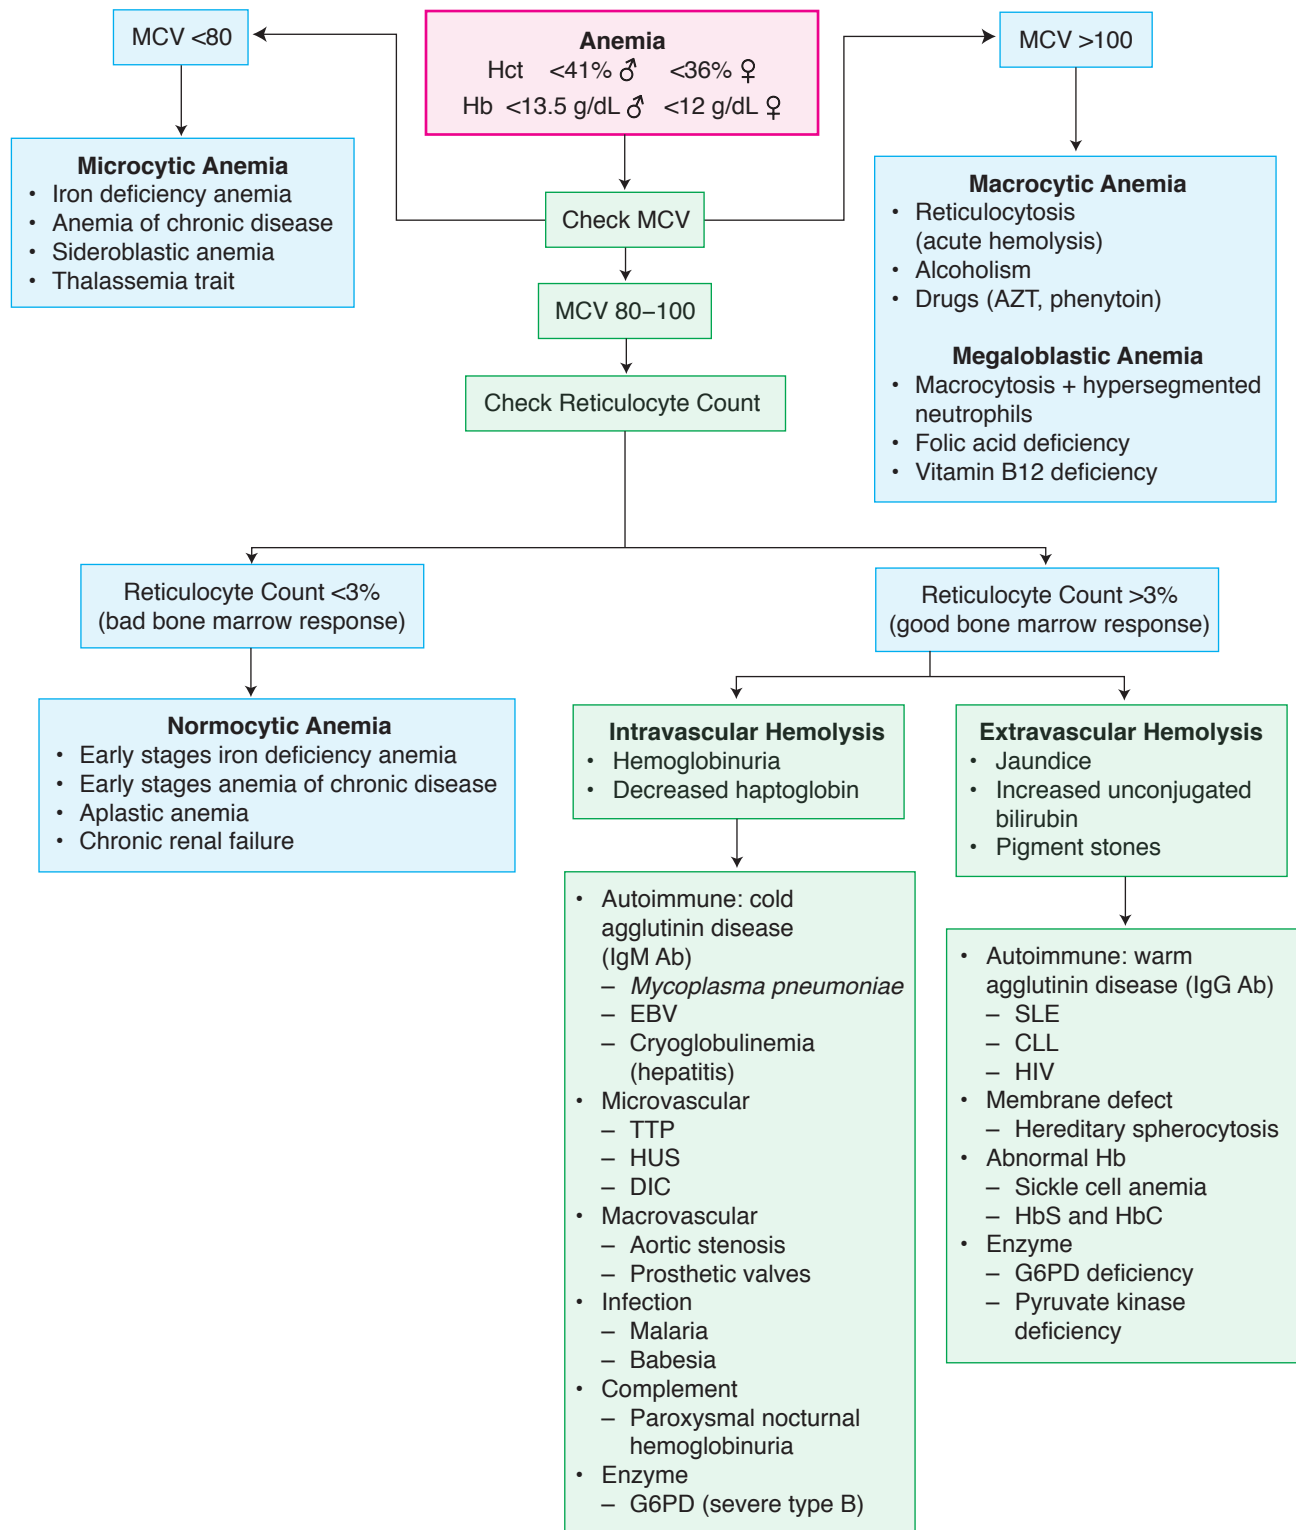 MCV <80
Anemia
Hct <41% ♂ <36% ♀
Hb <13.5 g/dL ♂ <12 g/dL ♀
MCV >100
Microcytic Anemia
• Iron deficiency anemia
• Anemia of chronic disease
• Sideroblastic anemia
• Thalassemia trait
Check MCV
MCV 80–100
Check Reticulocyte Count
Macrocytic Anemia
• Reticulocytosis
(acute hemolysis)
• Alcoholism
• Drugs (AZT, phenytoin)
Megaloblastic Anemia
• Macrocytosis + hypersegmented
neutrophils
• Folic acid deficiency
• Vitamin B12 deficiency
Reticulocyte Count <3%
(bad bone marrow response)
Reticulocyte Count >3%
(good bone marrow response)
Normocytic Anemia
• Early stages iron deficiency anemia
• Early stages anemia of chronic disease
• Aplastic anemia
• Chronic renal failure
Intravascular Hemolysis
• Hemoglobinuria
• Decreased haptoglobin
Extravascular Hemolysis
• Jaundice
• Increased unconjugated
bilirubin
• Pigment stones
• Autoimmune: cold
agglutinin disease
(IgM Ab)
– Mycoplasma pneumoniae
– EBV
– Cryoglobulinemia
(hepatitis)
• Microvascular
– TTP
– HUS
– DIC
• Macrovascular
– Aortic stenosis
– Prosthetic valves
• Infection
– Malaria
– Babesia
• Complement
– Paroxysmal nocturnal
hemoglobinuria
• Enzyme
– G6PD (severe type B)
• Autoimmune: warm
agglutinin disease (IgG Ab)
– SLE
– CLL
– HIV
• Membrane defect
– Hereditary spherocytosis
• Abnormal Hb
– Sickle cell anemia
– HbS and HbC
• Enzyme
– G6PD deficiency
– Pyruvate kinase
deficiency